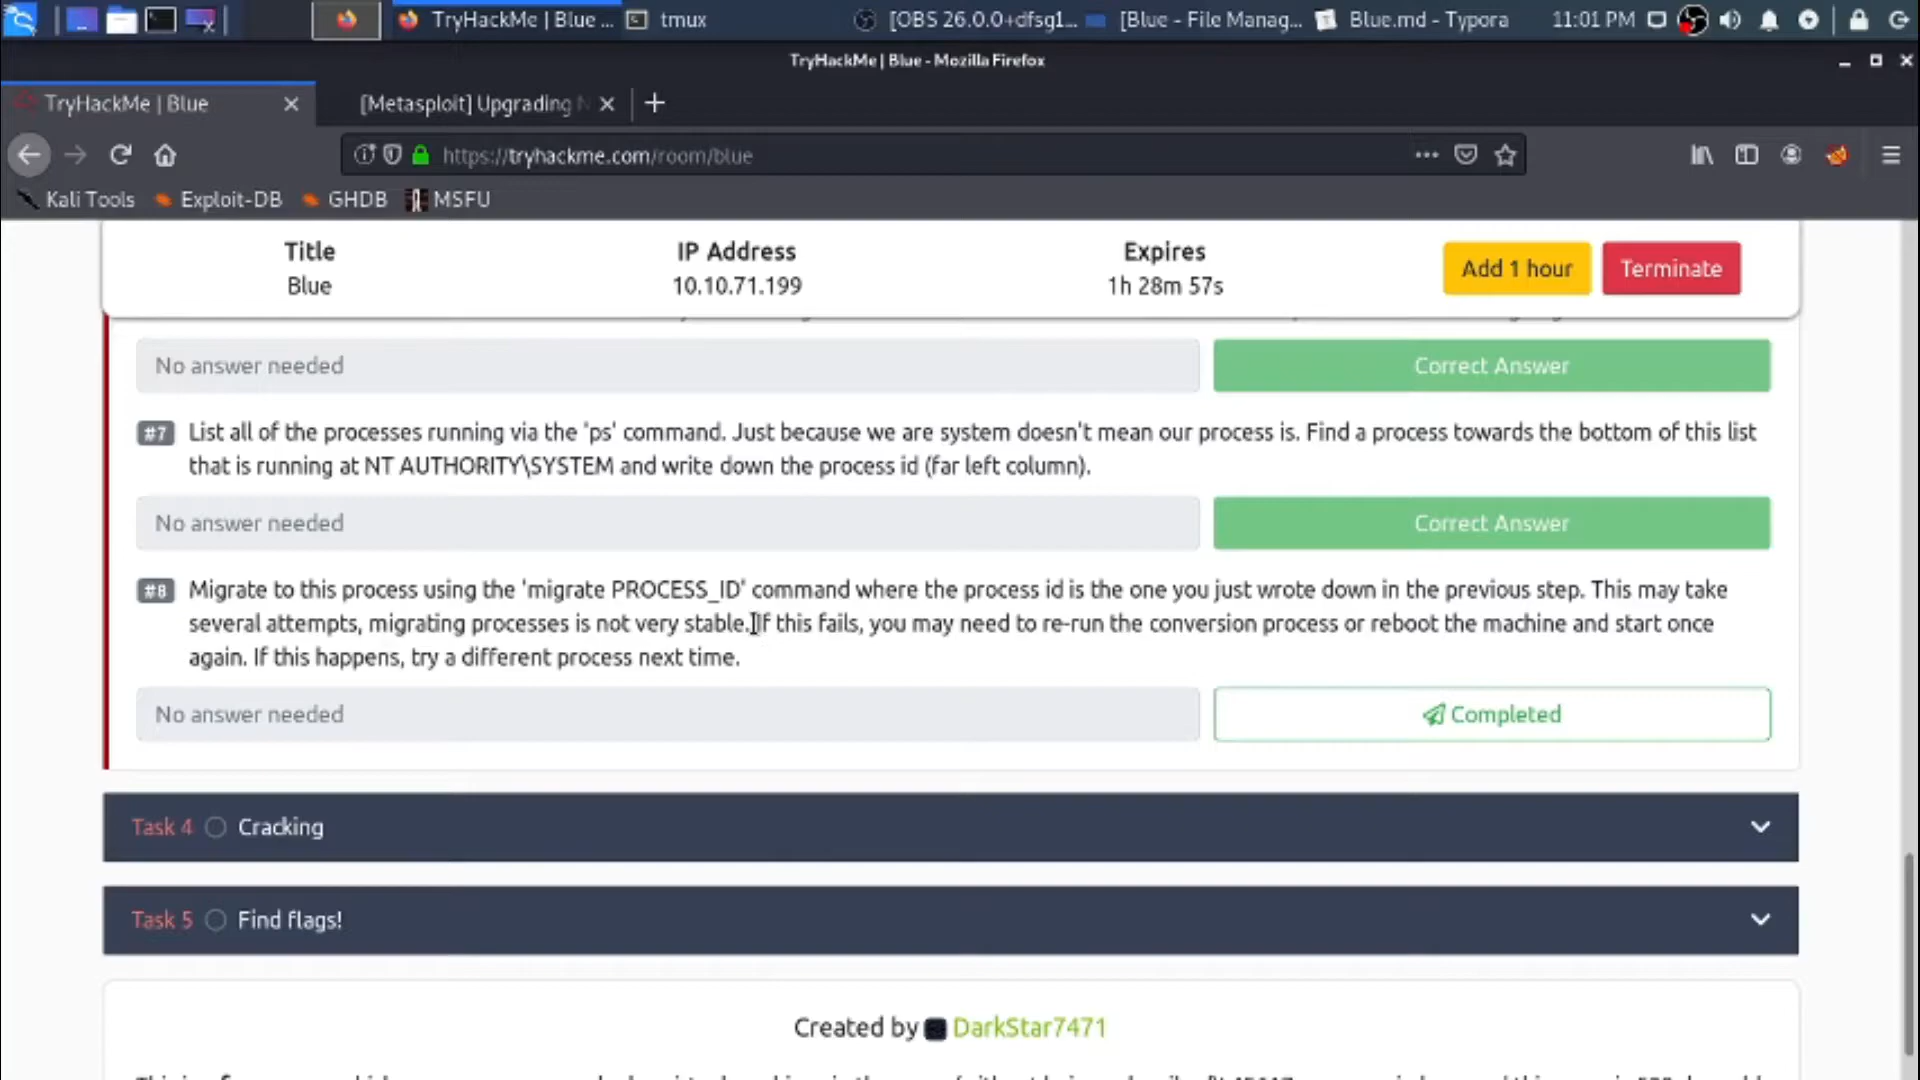 TryHackMe | Blue ...
tmux
[OBS 26.0.0+dfsg1...
[Blue - File Manag...
Blue.md - Typora
11:01 PM
TryHackMe | Blue - Mozilla Firefox
TryHackMe | Blue
[Metasploit] Upgrading
https://tryhackme.com/room/blue
Kali Tools
Exploit-DB
GHDB
MSFU
Title
IP Address
Expires
Add 1 hour
Terminate
Blue
10.10.71.199
1h 28m 57s
No answer needed
Correct Answer
#7 List all of the processes running via the 'ps' command. Just because we are system doesn't mean our process is. Find a process towards the bottom of this list
that is running at NT AUTHORITY\SYSTEM and write down the process id (far left column).
No answer needed
Correct Answer
#8 Migrate to this process using the 'migrate PROCESS_ID' command where the process id is the one you just wrote down in the previous step. This may take
several attempts, migrating processes is not very stable. If this fails, you may need to re-run the conversion process or reboot the machine and start once
again. If this happens, try a different process next time.
No answer needed
Completed
Task 4 Cracking
Task 5 Find flags!
Created by DarkStar7471